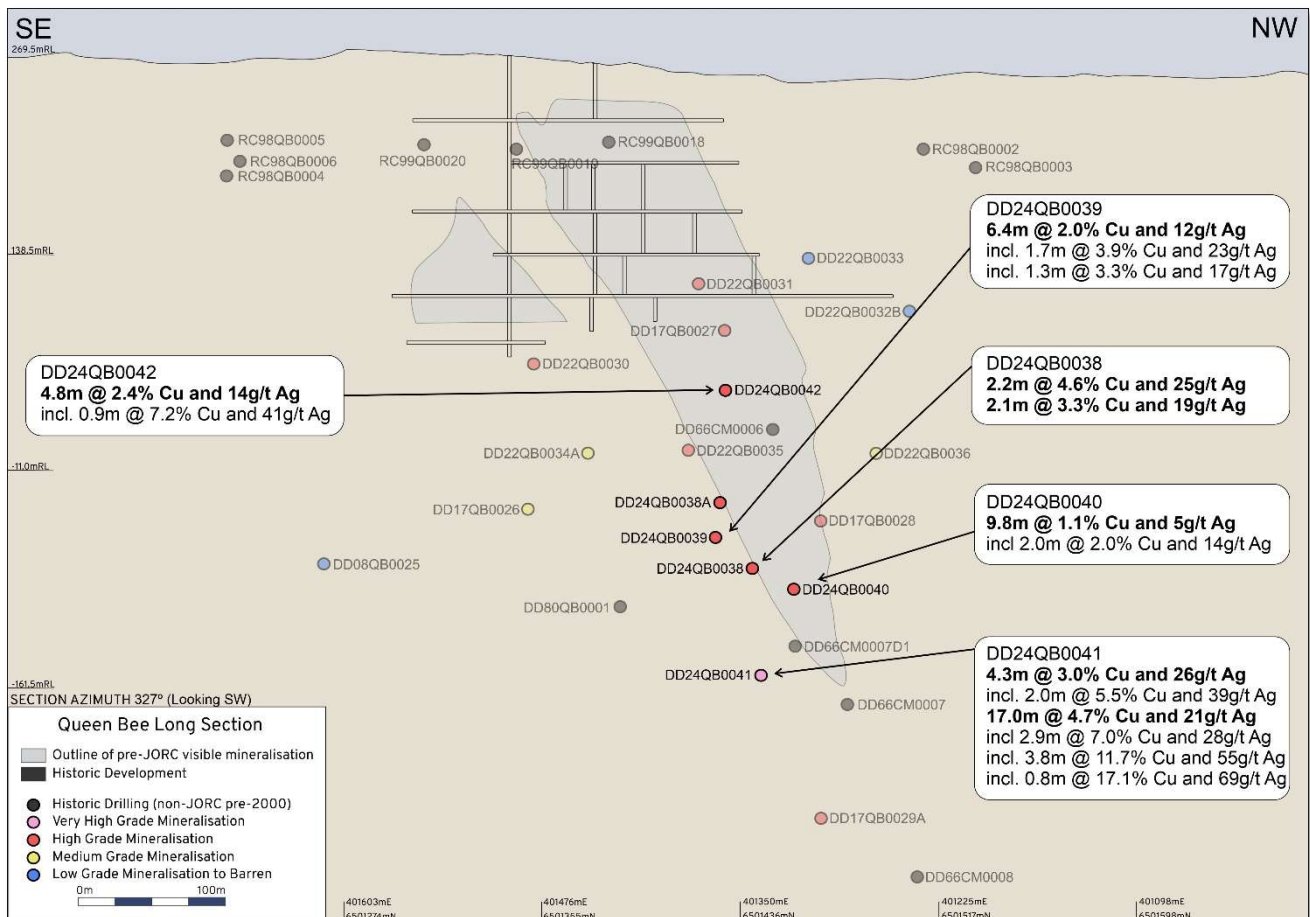 SE
NW
269.5mRL
RC98QB0005
RC98QB0006
RC98QB0004
RC99QB0020
RC99QB0019
RC99QB0018
RC98QB0002
RC98QB0003
DD24QB0039
6.4m @ 2.0% Cu and 12g/t Ag
incl. 1.7m @ 3.9% Cu and 23g/t Ag
incl. 1.3m @ 3.3% Cu and 17g/t Ag
138.5mRL
DD22QB0033
DD22QB0031
DD22QB0032B
DD17QB0027
DD22QB0030
DD24QB0042
4.8m @ 2.4% Cu and 14g/t Ag
incl. 0.9m @ 7.2% Cu and 41g/t Ag
DD24QB0042
DD24QB0038
2.2m @ 4.6% Cu and 25g/t Ag
2.1m @ 3.3% Cu and 19g/t Ag
DD66CM0006
DD22QB0034A
DD22QB0035
DD22QB0036
-11.0mRL
DD24QB0038A
DD17QB0026
DD17QB0028
DD24QB0039
DD24QB0040
9.8m @ 1.1% Cu and 5g/t Ag
incl 2.0m @ 2.0% Cu and 14g/t Ag
DD08QB0025
DD24QB0038
DD24QB0040
DD80QB0001
DD66CM0007D1
DD24QB0041
DD24QB0041
4.3m @ 3.0% Cu and 26g/t Ag
incl. 2.0m @ 5.5% Cu and 39g/t Ag
17.0m @ 4.7% Cu and 21g/t Ag
incl 2.9m @ 7.0% Cu and 28g/t Ag
incl. 3.8m @ 11.7% Cu and 55g/t Ag
incl. 0.8m @ 17.1% Cu and 69g/t Ag
-161.5mRL
DD66CM0007
SECTION AZIMUTH 327° (Looking SW)
Queen Bee Long Section
Outline of pre-JORC visible mineralisation
Historic Development
Historic Drilling (non-JORC pre-2000)
Very High Grade Mineralisation
High Grade Mineralisation
Medium Grade Mineralisation
Low Grade Mineralisation to Barren
0m 100m
DD17QB0029A
DD66CM0008
401603mE
6501274mN
401476mE
6501355mN
401350mE
6501436mN
401225mE
6501517mN
401098mE
6501598mN